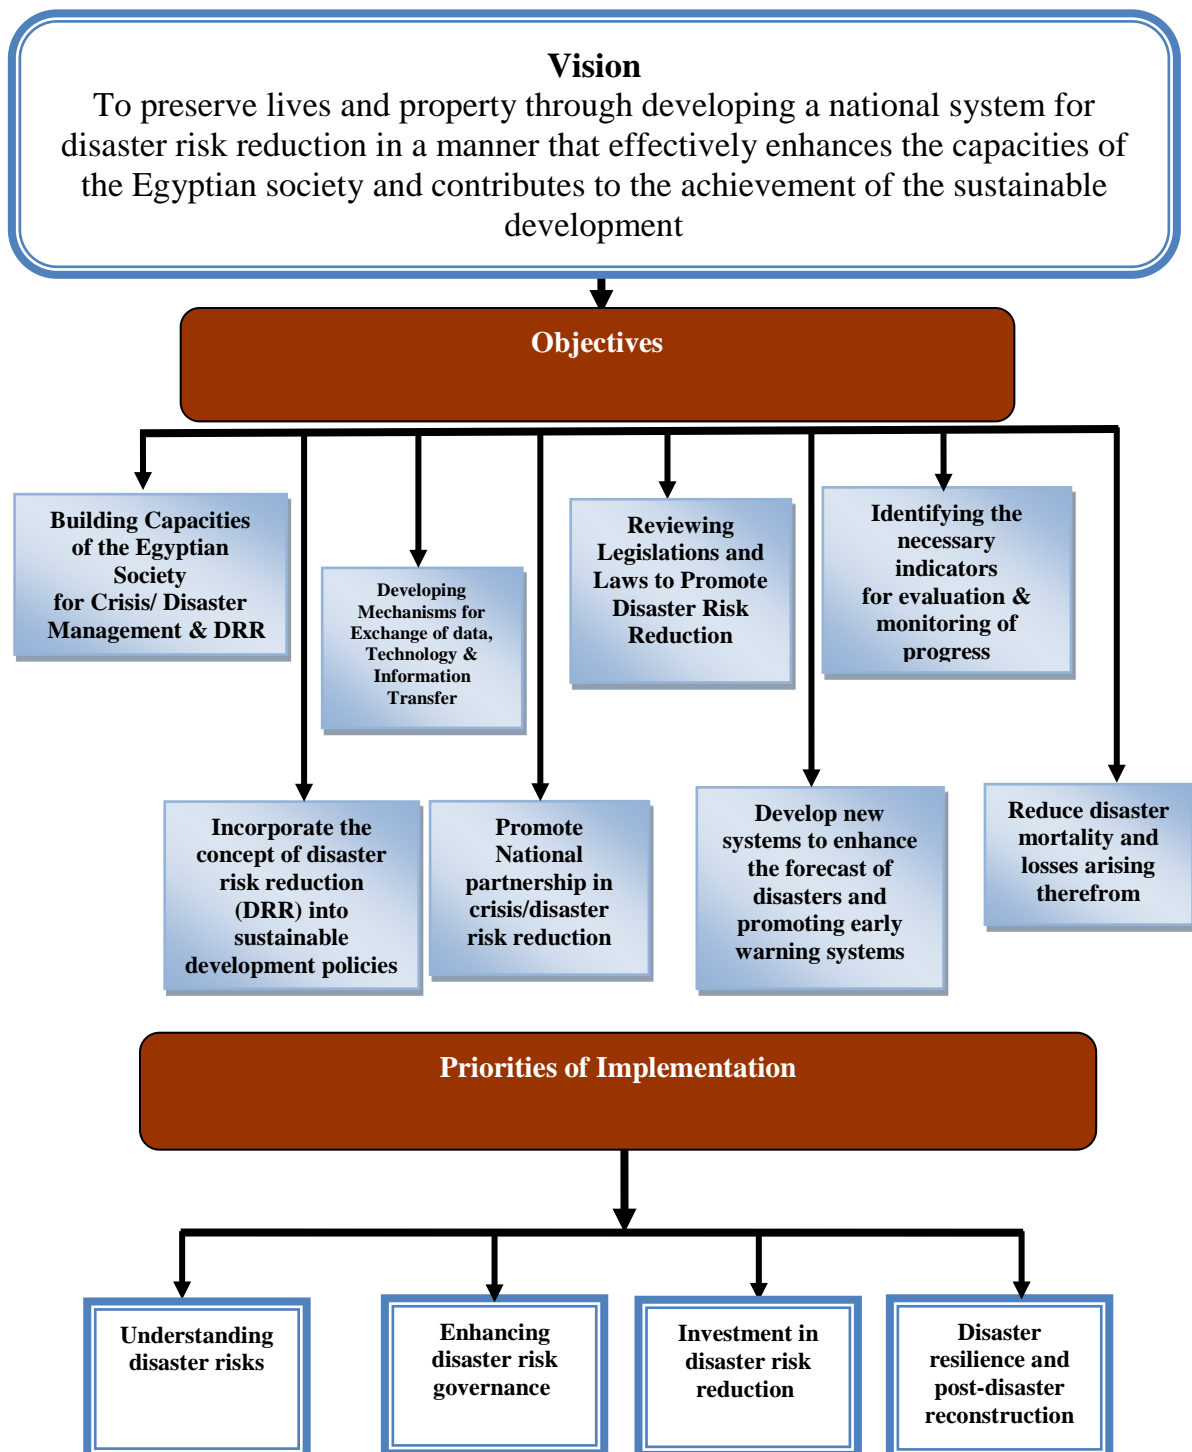 Vision
To preserve lives and property through developing a national system for
disaster risk reduction in a manner that effectively enhances the capacities of
the Egyptian society and contributes to the achievement of the sustainable
development
Objectives
Building Capacities
of the Egyptian
Society
for Crisis/ Disaster
Management & DRR
Developing
Mechanisms for
Exchange of data,
Technology &
Information
Transfer
Reviewing
Legislations and
Laws to Promote
Disaster Risk
Reduction
Identifying the
necessary
indicators
for evaluation &
monitoring of
progress
Incorporate the
concept of disaster
risk reduction
(DRR) into
sustainable
development policies
Promote
National
partnership in
crisis/disaster
risk reduction
Develop new
systems to enhance
the forecast of
disasters and
promoting early
warning systems
Reduce disaster
mortality and
losses arising
therefrom
Priorities of Implementation
Understanding
disaster risks
Enhancing
disaster risk
governance
Investment in
disaster risk
reduction
Disaster
resilience and
post-disaster
reconstruction